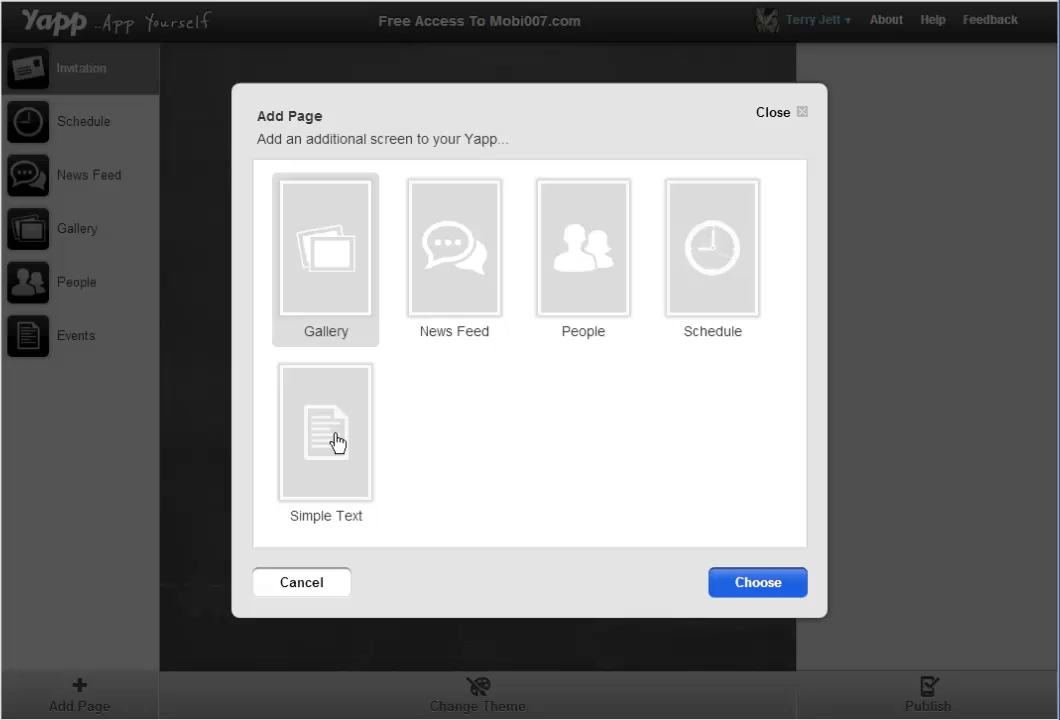 Yapp ..App Yourself
Free Access To Mobi007.com
Terry Jett
About
Help
Feedback
Invitation
Schedule
News Feed
Gallery
People
Events
Add Page
Close
Add an additional screen to your Yapp...
Gallery
News Feed
People
Schedule
Simple Text
Cancel
Choose
Add Page
Change Theme
Publish